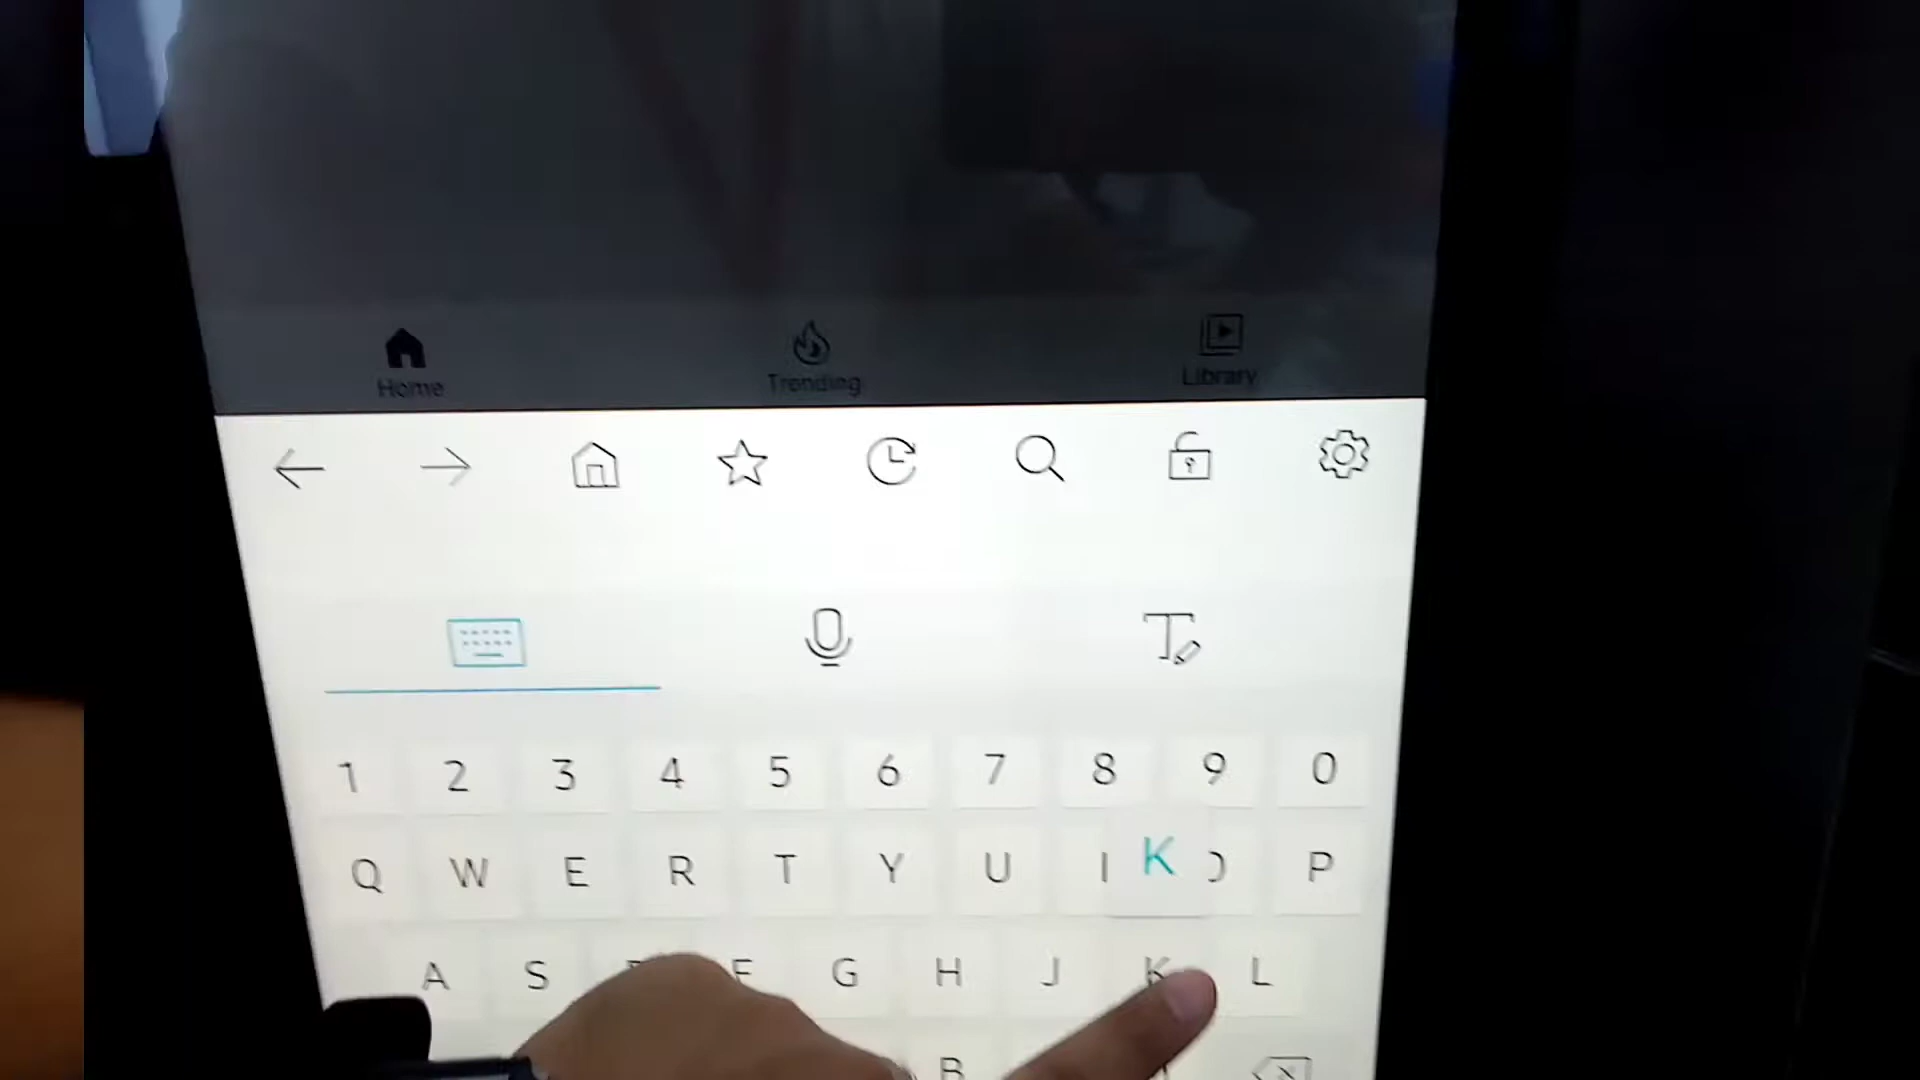 Home Trending Library
1 2 3 4 5 6 7 8 9 0
Q W E R T Y U I K O P
A S F G H J K L
B